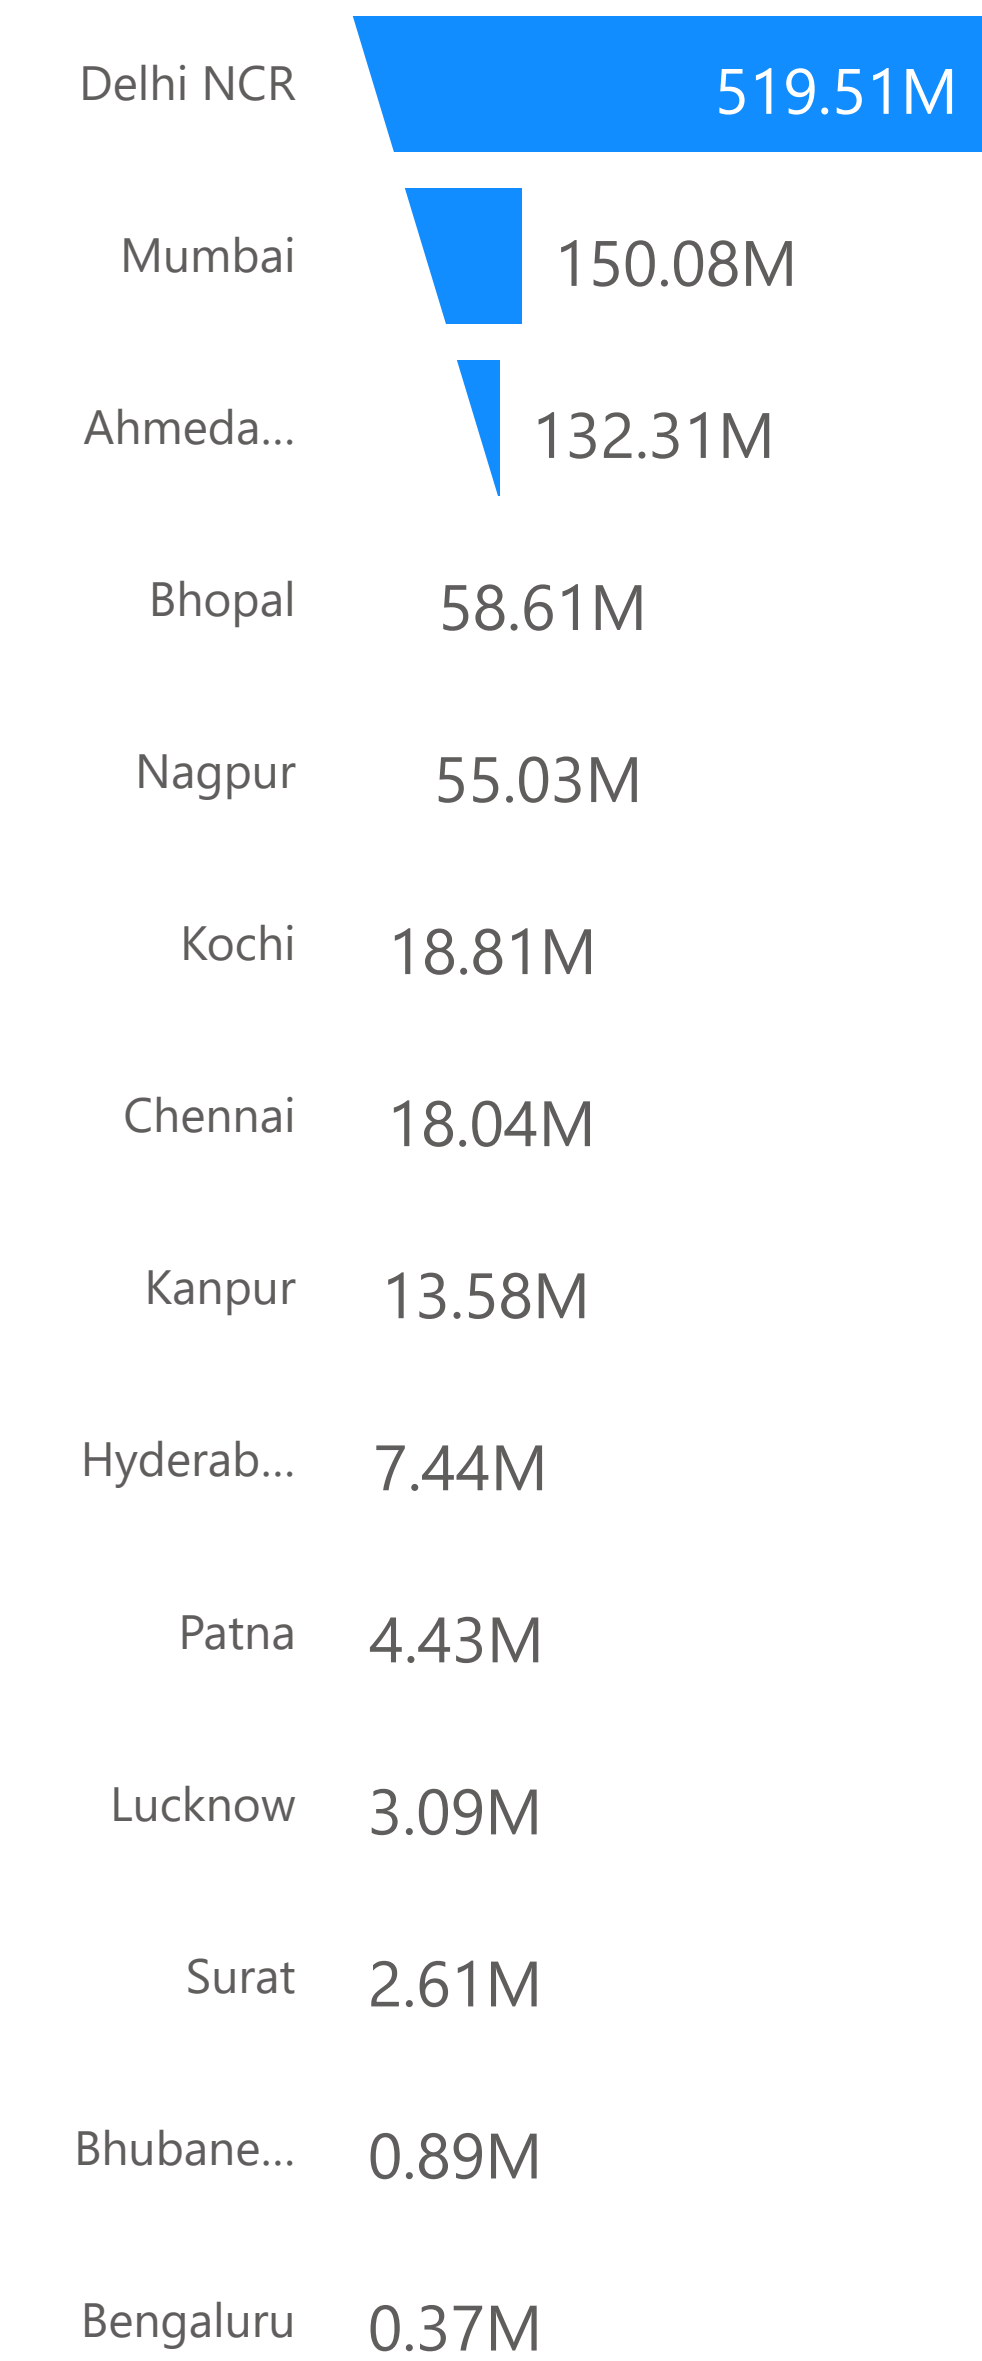 Delhi NCR 519.51M
Mumbai 150.08M
Ahmeda... 132.31M
Bhopal 58.61M
Nagpur 55.03M
Kochi 18.81M
Chennai 18.04M
Kanpur 13.58M
Hyderab... 7.44M
Patna 4.43M
Lucknow 3.09M
Surat 2.61M
Bhubane... 0.89M
Bengaluru 0.37M